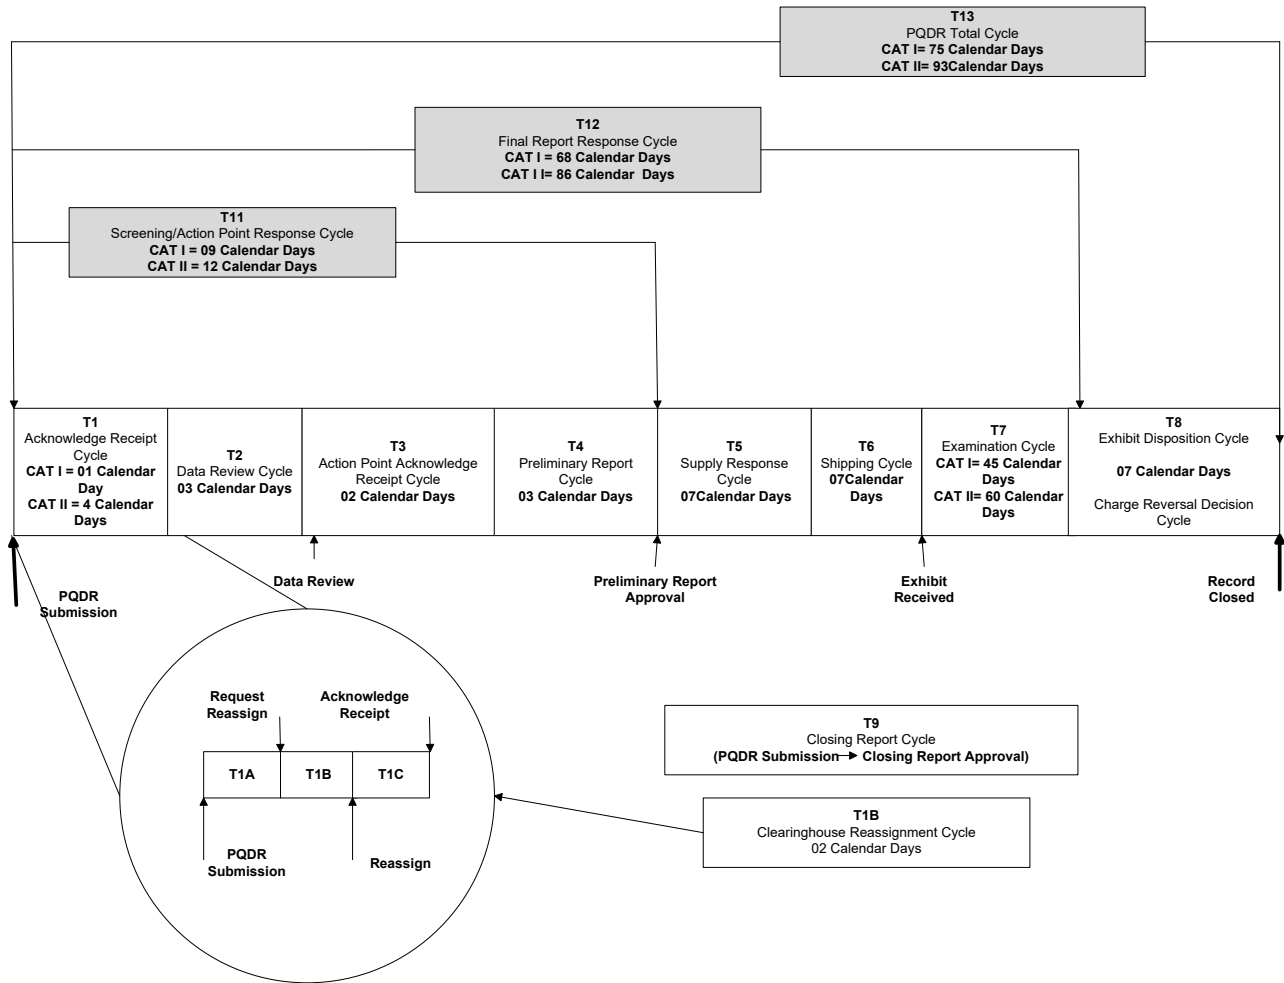 T13
PQDR Total Cycle
CAT I= 75 Calendar Days
CAT II= 93Calendar Days
T12
Final Report Response Cycle
CAT I = 68 Calendar Days
CAT I I= 86 Calendar Days
T11
Screening/Action Point Response Cycle
CAT I = 09 Calendar Days
CAT II = 12 Calendar Days
T1
Acknowledge Receipt
Cycle
CAT I = 01 Calendar
Day
CAT II = 4 Calendar
Days
T2
Data Review Cycle
03 Calendar Days
T3
Action Point Acknowledge
Receipt Cycle
02 Calendar Days
T4
Preliminary Report
Cycle
03 Calendar Days
T5
Supply Response
Cycle
07Calendar Days
T6
Shipping Cycle
07Calendar
Days
T7
Examination Cycle
CAT I= 45 Calendar
Days
CAT II= 60 Calendar
Days
T8
Exhibit Disposition Cycle
07 Calendar Days
Charge Reversal Decision
Cycle
PQDR
Submission
Data Review
Preliminary Report
Approval
Exhibit
Received
Record
Closed
Request
Reassign
Acknowledge
Receipt
T1A
T1B
T1C
PQDR
Submission
Reassign
T9
Closing Report Cycle
(PQDR Submission Closing Report Approval)
T1B
Clearinghouse Reassignment Cycle
02 Calendar Days